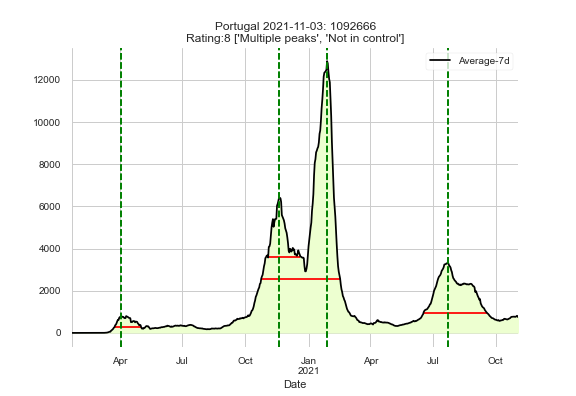 Portugal 2021-11-03: 1092666
Rating:8 ['Multiple peaks', 'Not in control']
Average-7d
12000
10000
8000
6000
4000
2000
0
Apr Jul Oct Jan Apr Jul Oct
2021
Date